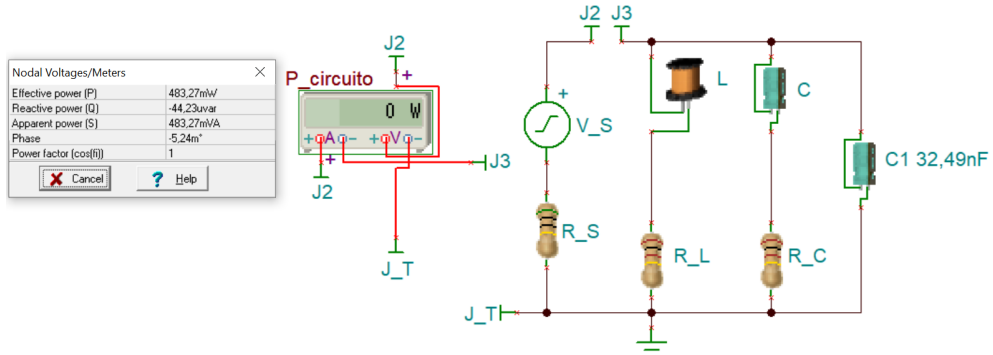 Nodal Voltages/Meters
Effective power (P) 483,27mW
Reactive power (Q) -44,23uvar
Apparent power (S) 483,27mVA
Phase -5,24m°
Power factor (cos(fi)) 1
Cancel
? Help
J2
+
P_circuito
0 W
+ A - + V -
+
J2
J3
J_T
J2 J3
+
V_S
R_S
L
C
C1 32,49nF
R_L
R_C
J_T